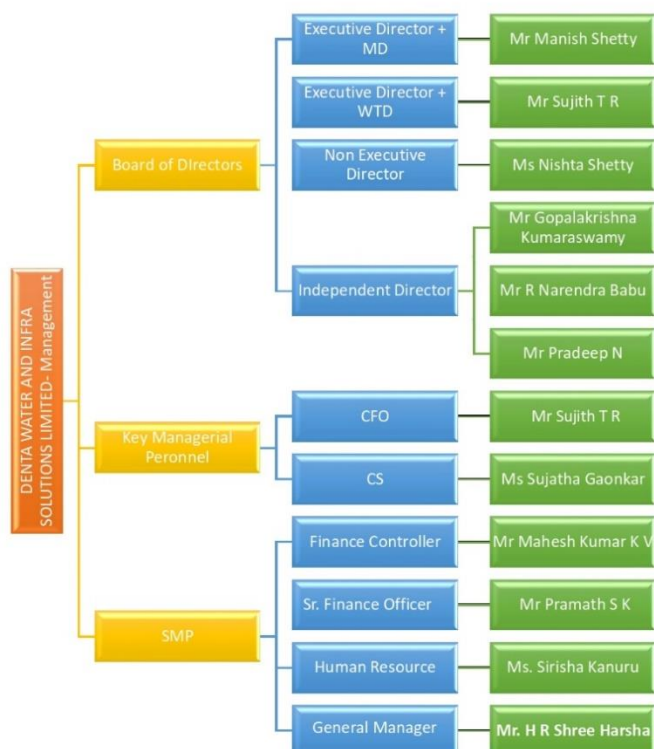 DENTA WATER AND INFRA
SOLUTIONS LIMITED- Management
Board of DIrectors
Executive Director +
MD
Mr Manish Shetty
Executive Director +
WTD
Mr Sujith T R
Non Executive
Director
Ms Nishta Shetty
Independent Director
Mr Gopalakrishna
Kumaraswamy
Mr R Narendra Babu
Mr Pradeep N
Key Managerial
Peronnel
CFO
Mr Sujith T R
CS
Ms Sujatha Gaonkar
SMP
Finance Controller
Mr Mahesh Kumar K V
Sr. Finance Officer
Mr Pramath S K
Human Resource
Ms. Sirisha Kanuru
General Manager
Mr. H R Shree Harsha